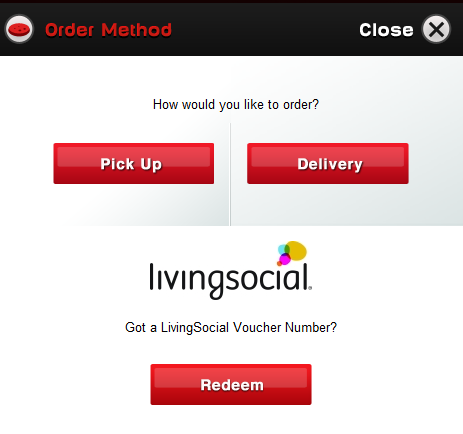 Order Method
Close
How would you like to order?
Pick Up
Delivery
livingsocial®
Got a LivingSocial Voucher Number?
Redeem